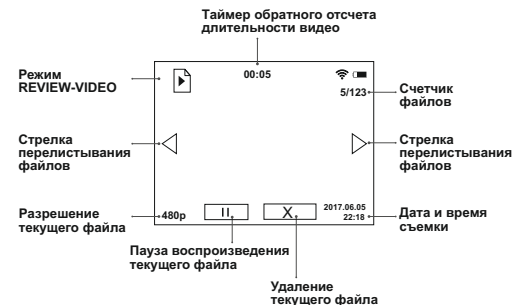 Таймер обратного отсчета
длительности видео
Режим
REVIEW-VIDEO
00:05
5/123
Счетчик
файлов
Стрелка
перелистывания
файлов
Стрелка
перелистывания
файлов
Разрешение
текущего файла
480p
II
X
2017.06.05
22:18
Дата и время
съемки
Пауза воспроизведения
текущего файла
Удаление
текущего файла